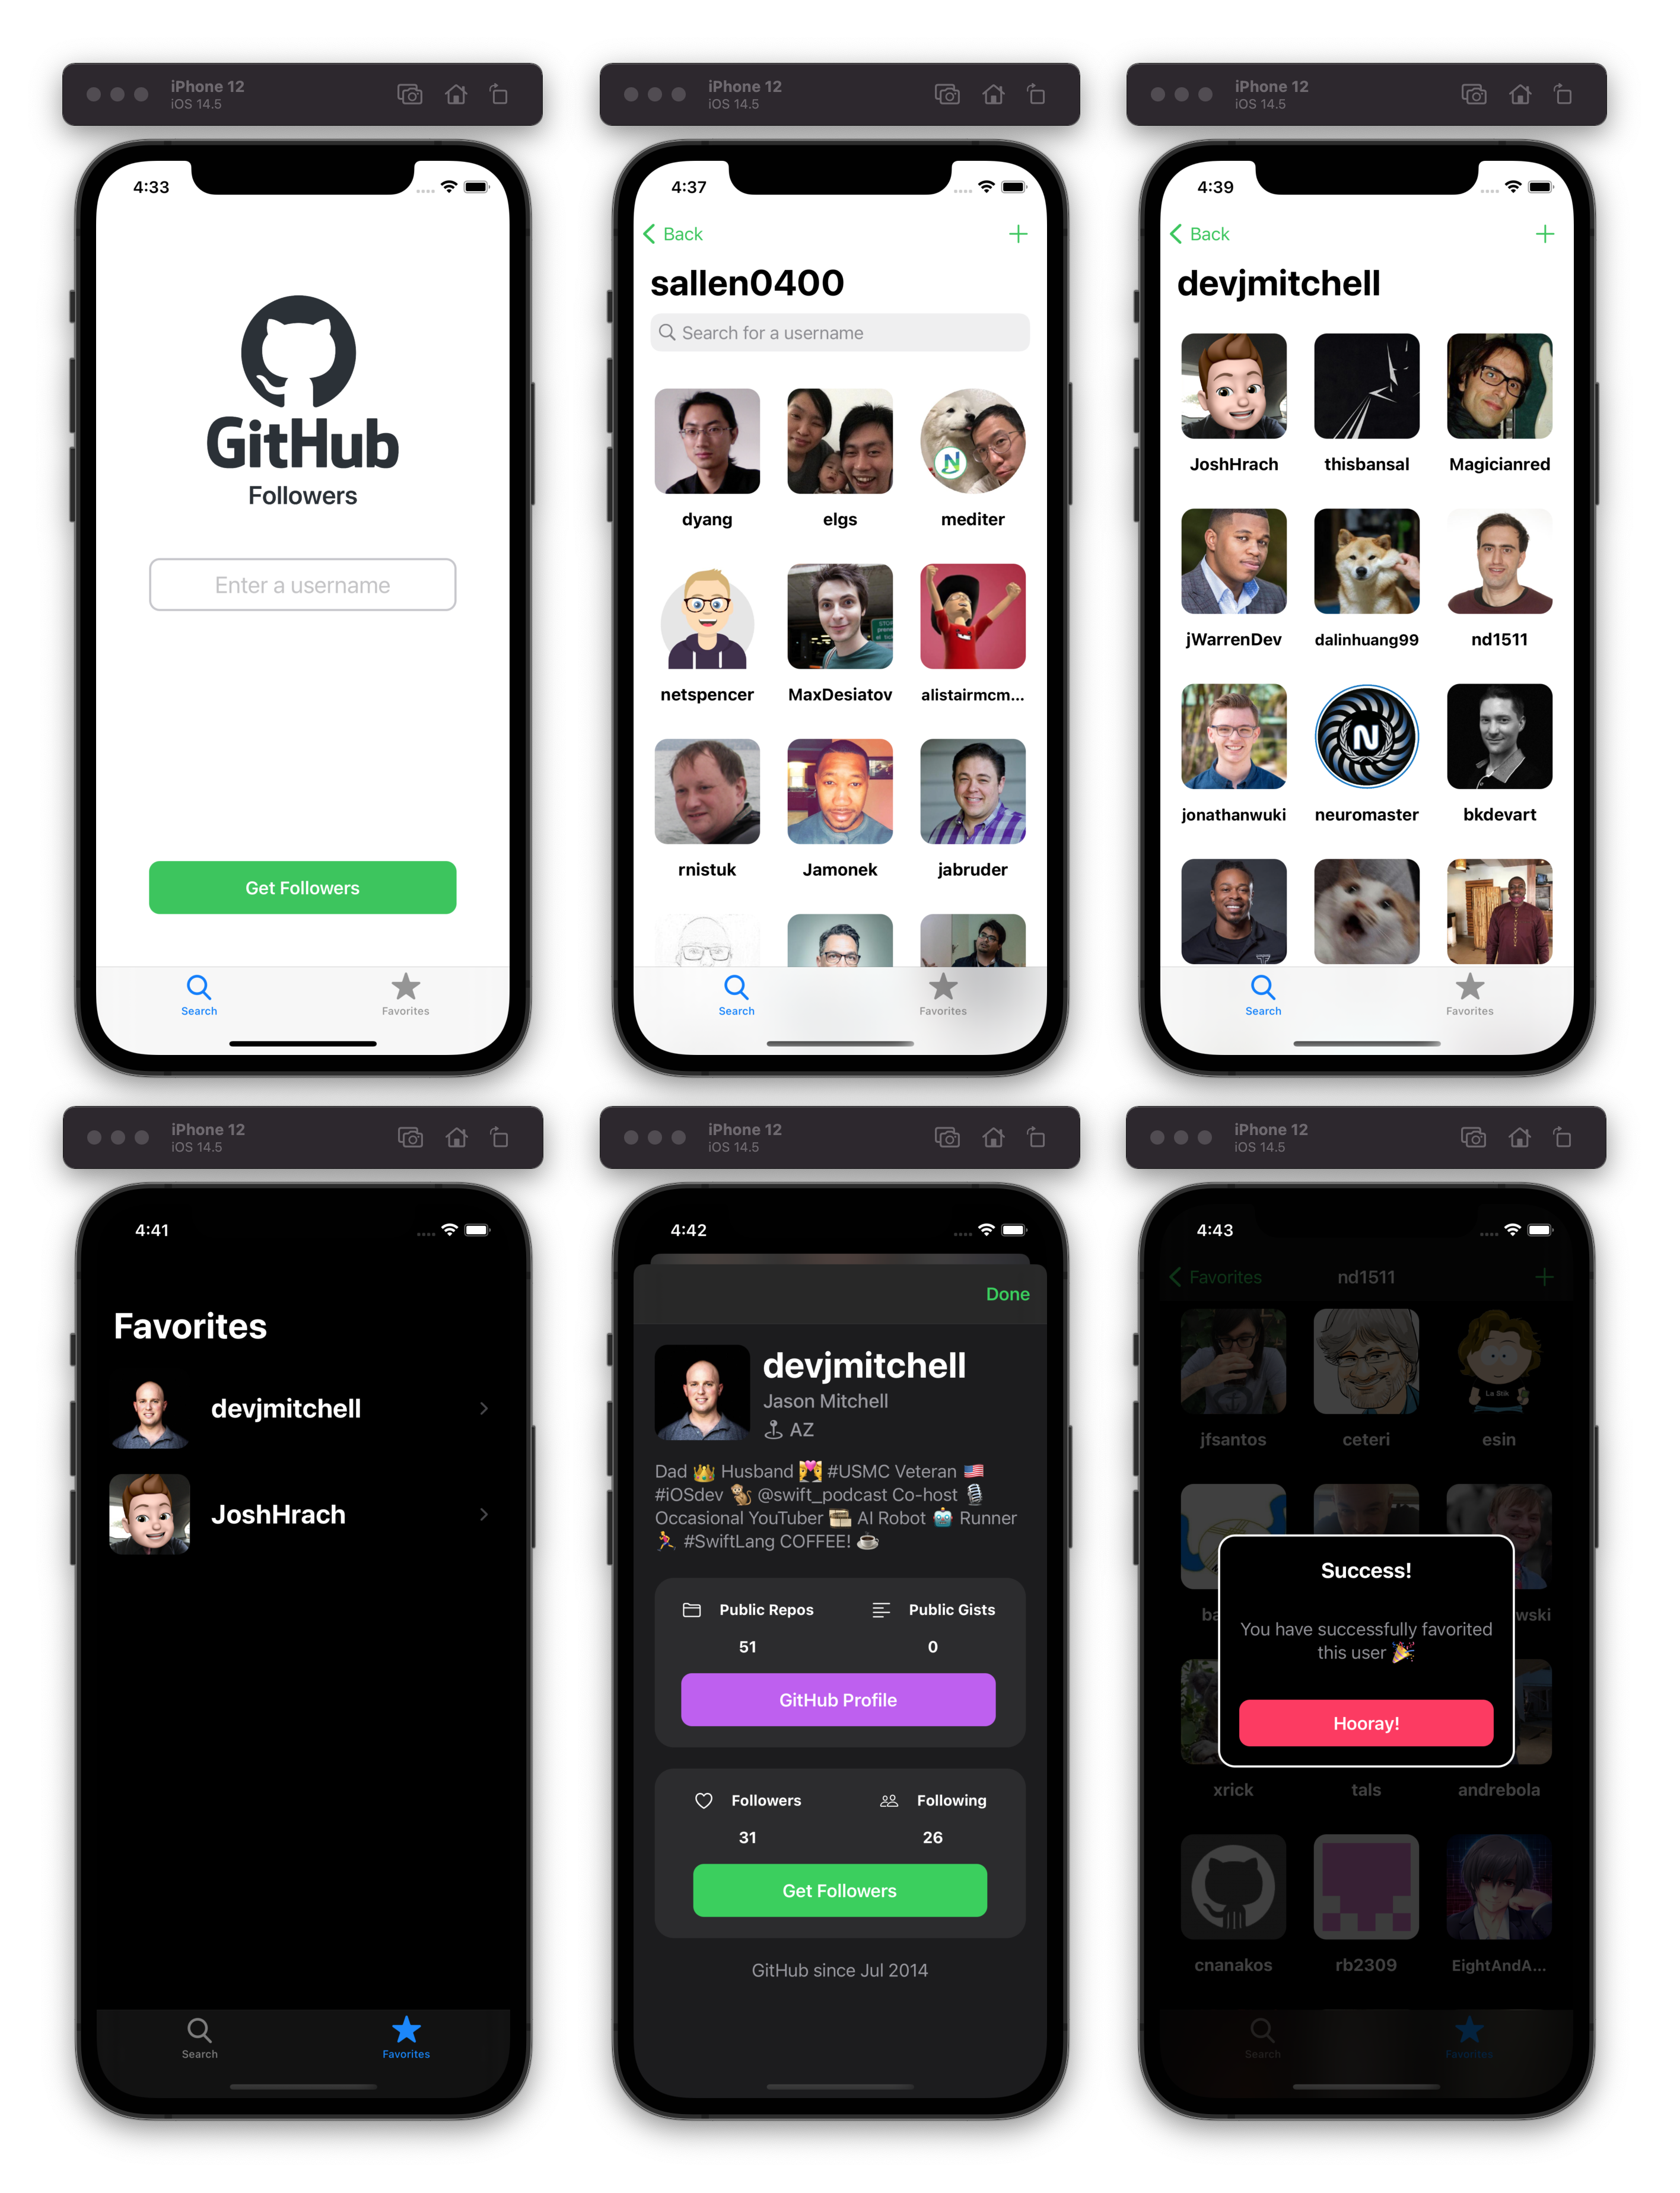 iPhone 12
iOS 14.5
4:33
GitHub
Followers
Enter a username
Get Followers
Search
Favorites
iPhone 12
iOS 14.5
4:37
Back
sallen0400
Search for a username
dyang elgs mediter
netspencer MaxDesiatov alistairmcm...
rnistuk Jamonek jabruder
Search
Favorites
iPhone 12
iOS 14.5
4:39
Back
devjmitchell
JoshHrach thisbansal Magicianred
jWarrenDev dalinhuang99 nd1511
jonathanwuki neuromaster bkdevart
Search
Favorites
iPhone 12
iOS 14.5
4:41
Favorites
devjmitchell
JoshHrach
Search
Favorites
iPhone 12
iOS 14.5
4:42
Done
devjmitchell
Jason Mitchell
AZ
Dad 👑 Husband 💏 #USMC Veteran 🇺🇸
#iOSdev 🐒 @swift_podcast Co-host 🎙
Occasional YouTuber 📼 AI Robot 🤖 Runner
🏃 #SwiftLang COFFEE! ☕️
Public Repos
51
Public Gists
0
GitHub Profile
Followers
31
Following
26
Get Followers
GitHub since Jul 2014
iPhone 12
iOS 14.5
4:43
Favorites
nd1511
jfsantos ceteri esin
La Stik
ba
wski
Success!
You have successfully favorited
this user 🎉
Hooray!
xrick tals andrebola
cnanakos rb2309 EightAndA...
Search
Favorites